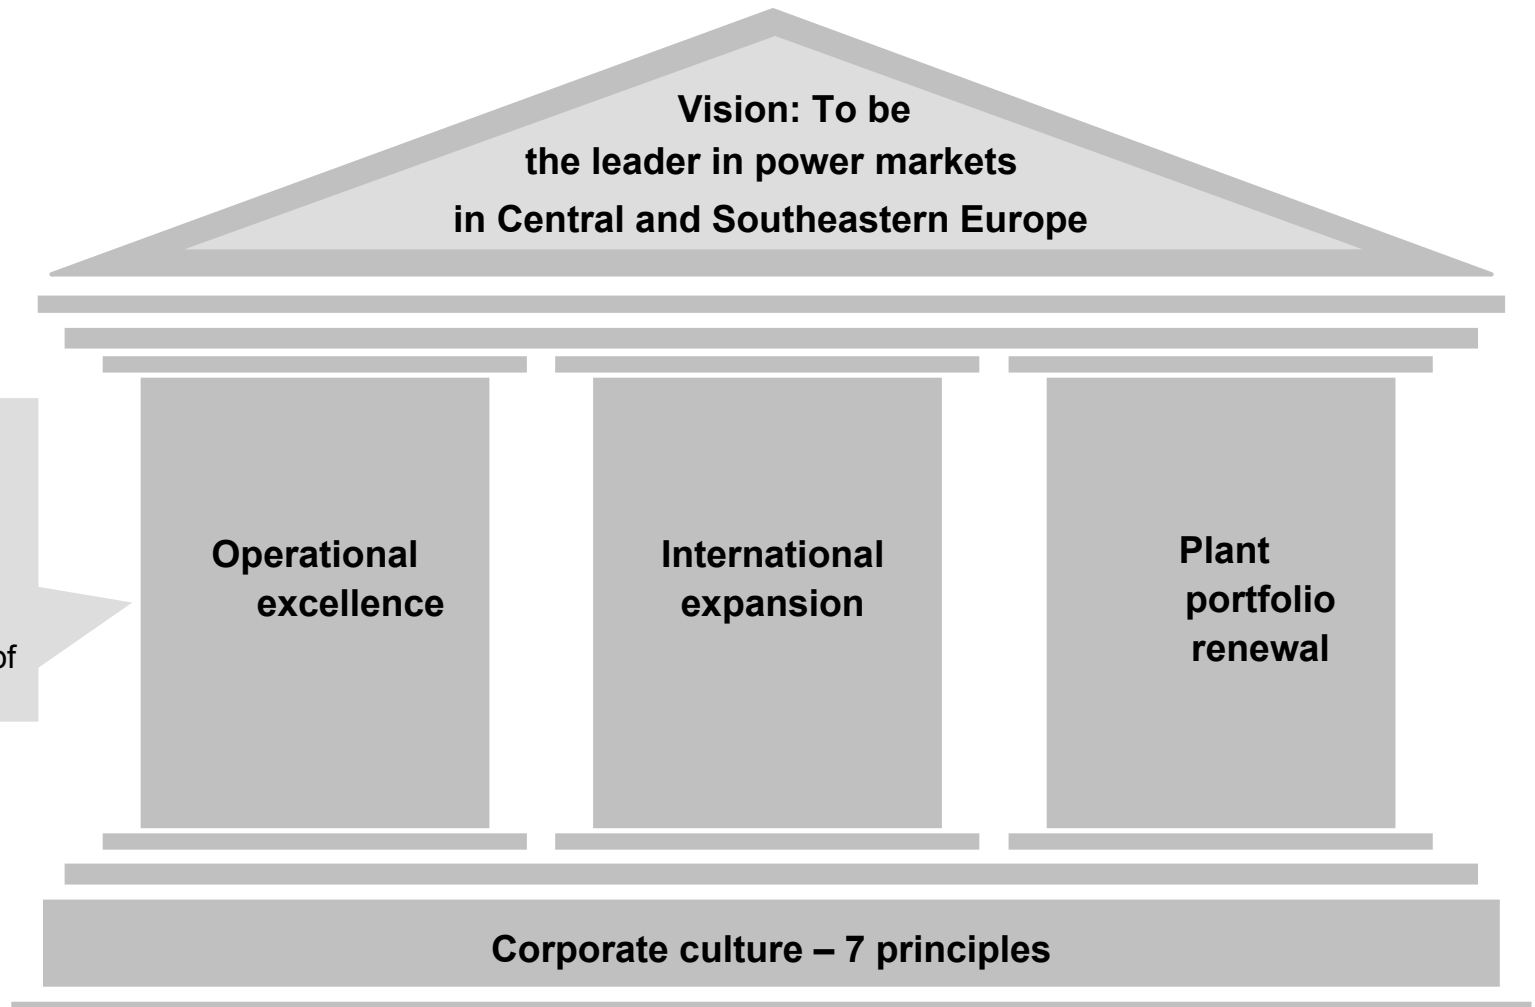 Vision: To be
the leader in power markets
in Central and Southeastern Europe
of
Operational
excellence
International
expansion
Plant
portfolio
renewal
Corporate culture – 7 principles